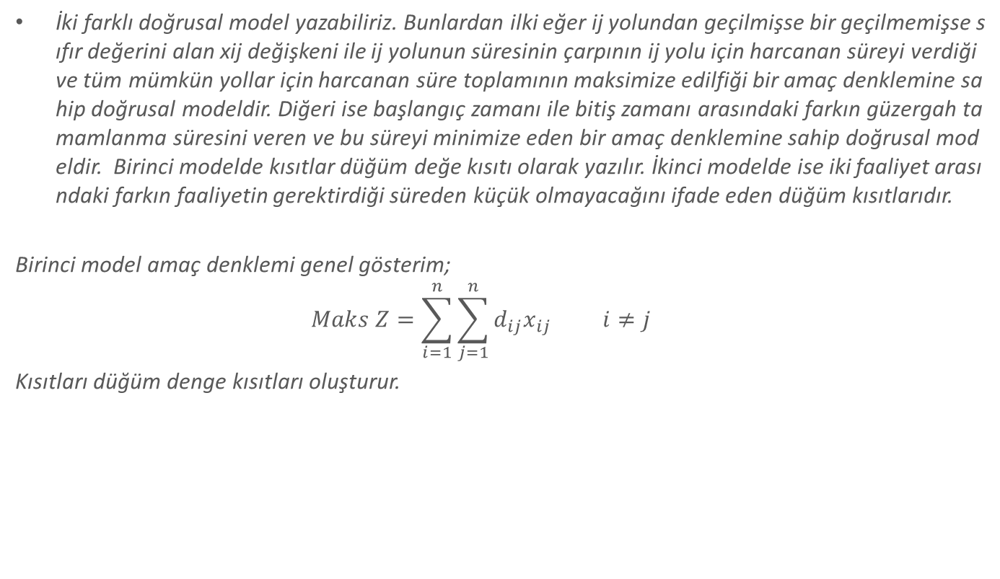 • İki farklı doğrusal model yazabiliriz. Bunlardan ilki eğer ij yolundan geçilmişse bir geçilmemişse s
ıfır değerini alan xij değişkeni ile ij yolunun süresinin çarpının ij yolu için harcanan süreyi verdiği
ve tüm mümkün yollar için harcanan süre toplamının maksimize edilfiği bir amaç denklemine sa
hip doğrusal modeldir. Diğeri ise başlangıç zamanı ile bitiş zamanı arasındaki farkın güzergah ta
mamlanma süresini veren ve bu süreyi minimize eden bir amaç denklemine sahip doğrusal mod
eldir.  Birinci modelde kısıtlar düğüm değe kısıtı olarak yazılır. İkinci modelde ise iki faaliyet arası
ndaki farkın faaliyetin gerektirdiği süreden küçük olmayacağını ifade eden düğüm kısıtlarıdır.
Birinci model amaç denklemi genel gösterim;
Maks Z = ∑_{i=1}^{n} ∑_{j=1}^{n} d_{ij}x_{ij}   i ≠ j
Kısıtları düğüm denge kısıtları oluşturur.